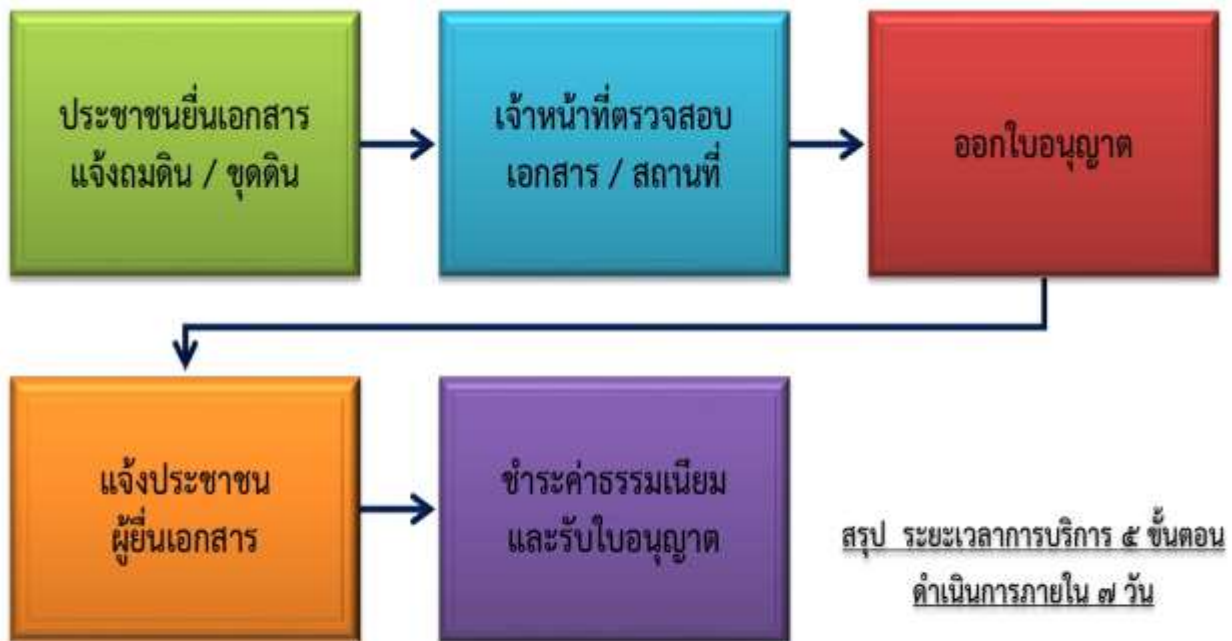 ประชาชนยื่นเอกสาร
แจ้งถมดิน / ขุดดิน
เจ้าหน้าที่ตรวจสอบ
เอกสาร / สถานที่
ออกใบอนุญาต
แจ้งประชาชน
ผู้ยื่นเอกสาร
ชำระค่าธรรมเนียม
และรับใบอนุญาต
สรุป ระยะเวลาการบริการ ๕ ขั้นตอน
ดำเนินการภายใน ๗ วัน